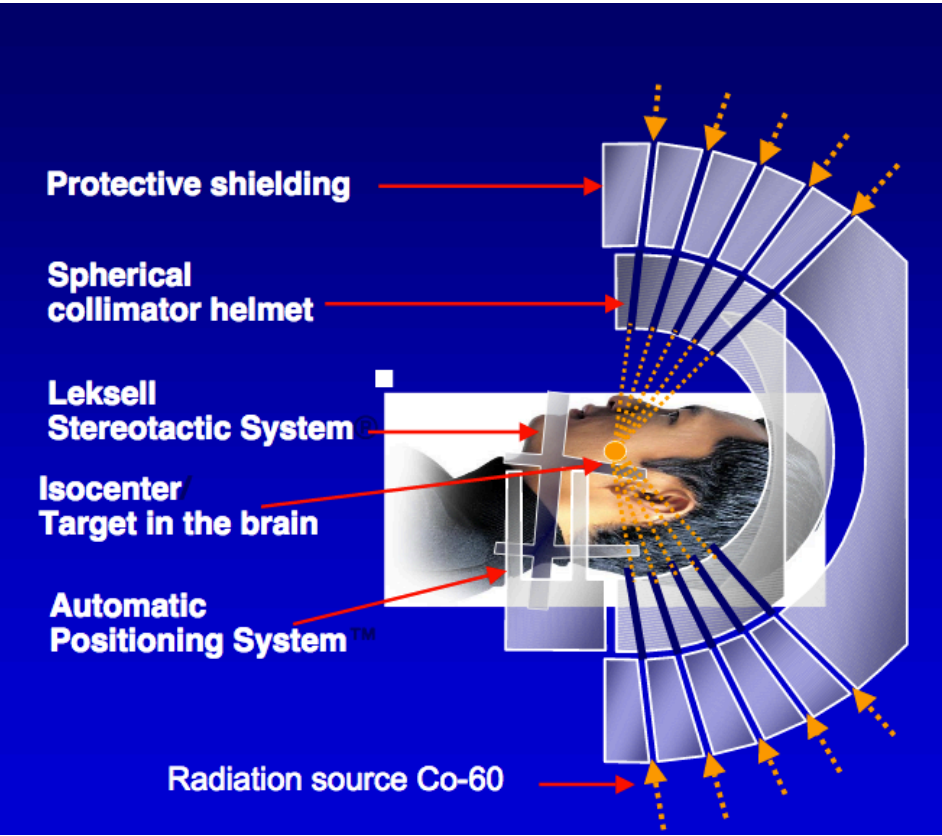 Protective shielding
Spherical
collimator helmet
Leksell
Stereotactic System®
Isocenter/
Target in the brain
Automatic
Positioning System™
Radiation source Co-60